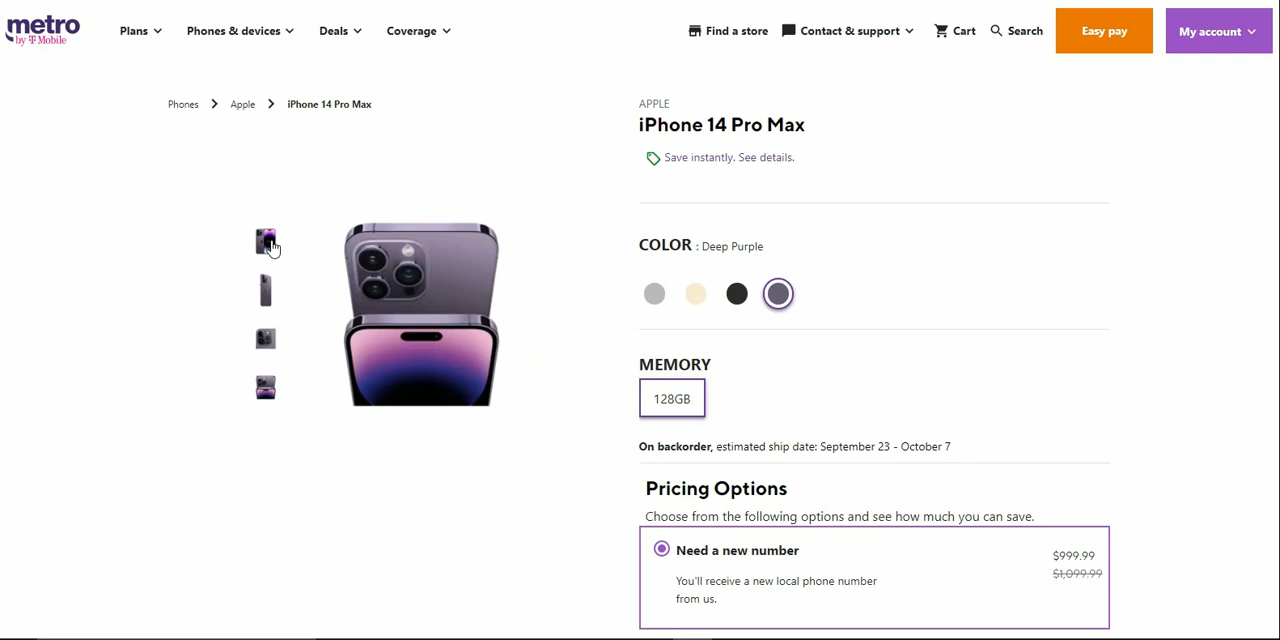 metro
by T Mobile
Plans
Phones & devices
Deals
Coverage
Find a store
Contact & support
Cart
Search
Easy pay
My account
Phones
Apple
iPhone 14 Pro Max
APPLE
iPhone 14 Pro Max
Save instantly. See details.
COLOR : Deep Purple
MEMORY
128GB
On backorder, estimated ship date: September 23 - October 7
Pricing Options
Choose from the following options and see how much you can save.
Need a new number
$999.99
$1,099.99
You'll receive a new local phone number
from us.